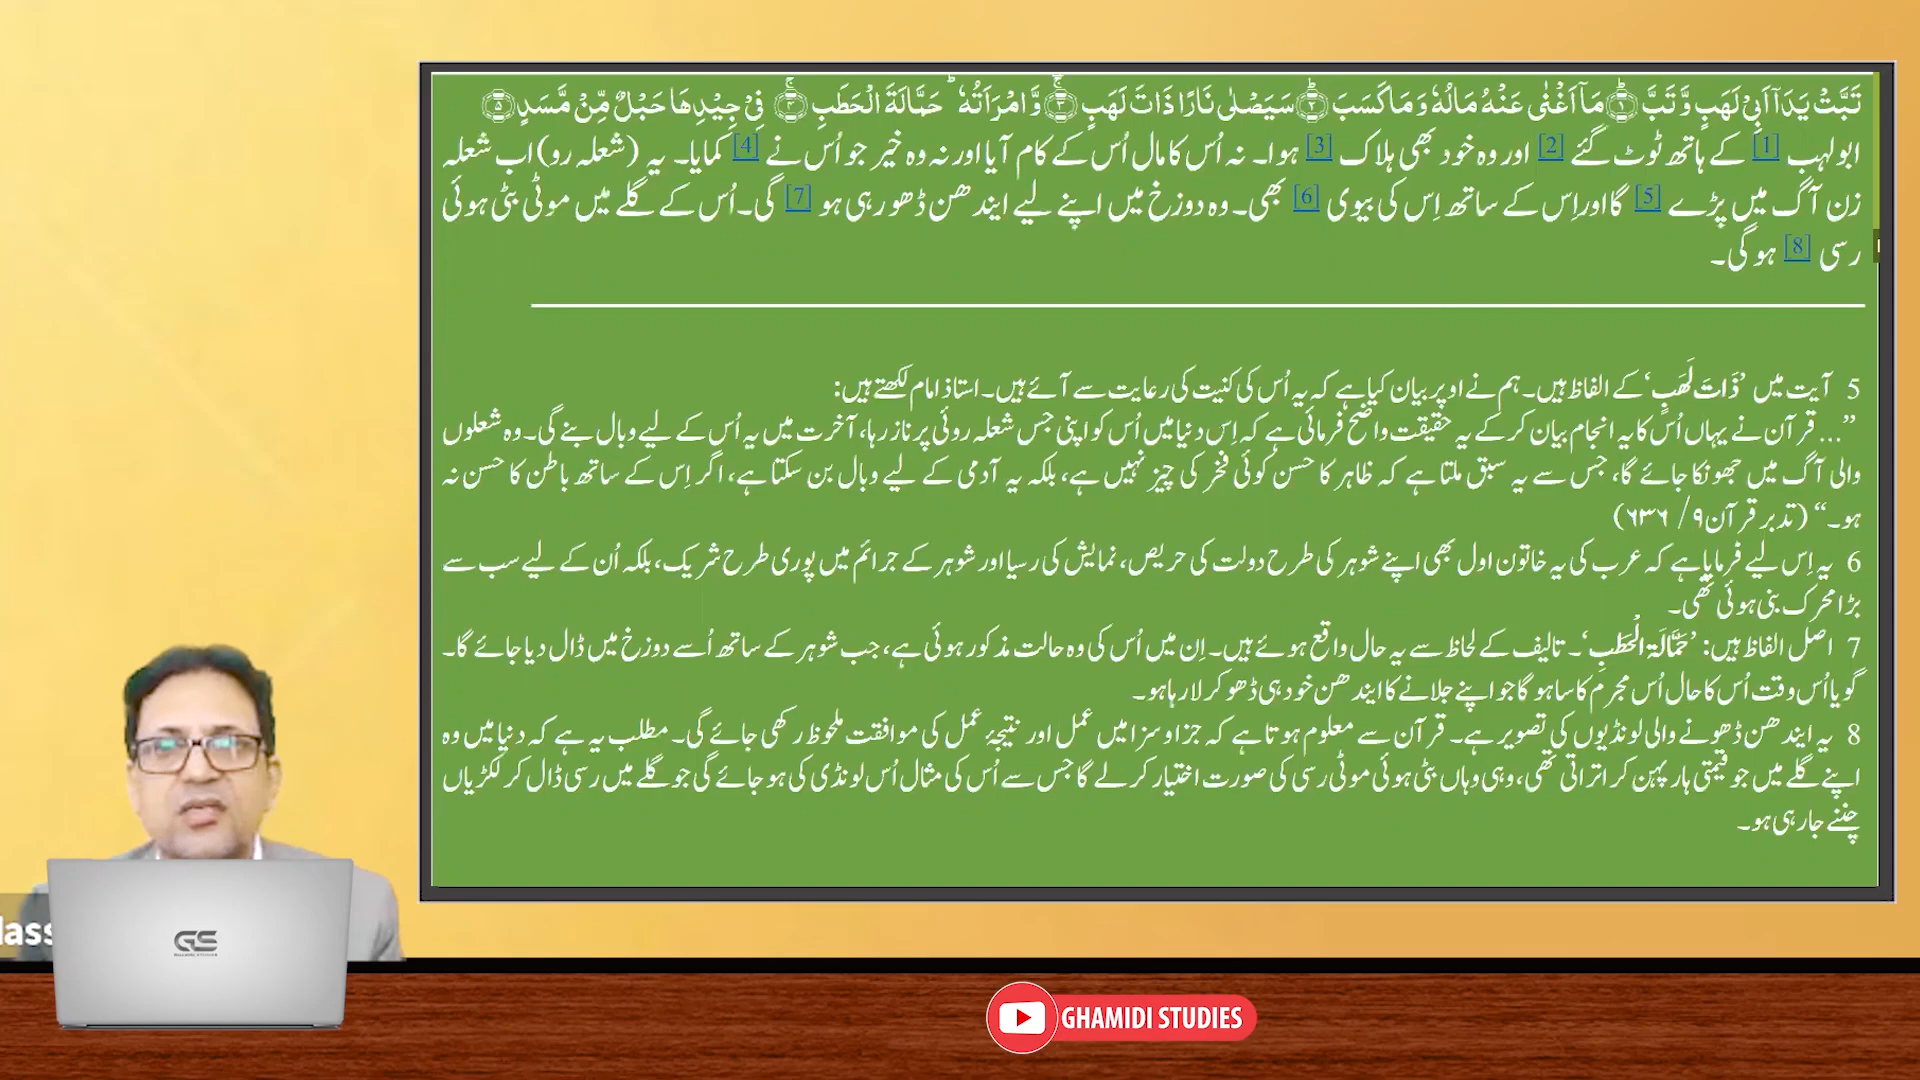 تَبَّتْ يَدَآ اَبِيْ لَهَبٍ وَّ تَبَّ ﴿۱﴾ مَآ اَغْنٰى عَنْهُ مَالُهٗ وَ مَا كَسَبَ ﴿۲﴾ سَيَصْلٰى نَارًا ذَاتَ لَهَبٍ ﴿۳﴾ وَّ امْرَاَتُهٗ ؕ حَمَّالَةَ الْحَطَبِ ﴿۴﴾ فِيْ جِيْدِهَا حَبْلٌ مِّنْ مَّسَدٍ ﴿۵﴾
ابولہب [1] کے ہاتھ ٹوٹ گئے [2] اور وہ خود بھی ہلاک [3] ہوا۔ نہ اُس کا مال اُس کے کام آیا اور نہ وہ خیر جو اُس نے [4] کمایا۔ یہ (شعلہ رو) اب شعلہ
زن آگ میں پڑے [5] گا اور اِس کے ساتھ اِس کی بیوی [6] بھی۔ وہ دوزخ میں اپنے لیے ایندھن ڈھو رہی ہو [7] گی۔ اُس کے گلے میں موٹی بٹی ہوئی
رسی [8] ہو گی۔
5 آیت میں ’ذَاتَ لَهَبٍ‘ کے الفاظ ہیں۔ ہم نے اوپر بیان کیا ہے کہ یہ اُس کی کنیت کی رعایت سے آئے ہیں۔ استاذ امام لکھتے ہیں:
”... قرآن نے یہاں اُس کا یہ انجام بیان کر کے یہ حقیقت واضح فرمائی ہے کہ اِس دنیا میں اُس کو اپنی جس شعلہ روئی پر ناز رہا، آخرت میں یہ اُس کے لیے وبال بنے گی۔ وہ شعلوں
والی آگ میں جھونکا جائے گا، جس سے یہ سبق ملتا ہے کہ ظاہر کا حسن کوئی فخر کی چیز نہیں ہے، بلکہ یہ آدمی کے لیے وبال بن سکتا ہے، اگر اِس کے ساتھ باطن کا حسن نہ
ہو۔“ (تدبر قرآن ۹/ ۶۳۶)
6 یہ اِس لیے فرمایا ہے کہ عرب کی یہ خاتون اول بھی اپنے شوہر کی طرح دولت کی حریص، نمایش کی رسیا اور شوہر کے جرائم میں پوری طرح شریک، بلکہ اُن کے لیے سب سے
بڑا محرک بنی ہوئی تھی۔
7 اصل الفاظ ہیں: ’حَمَّالَةَ الْحَطَبِ‘۔ تالیف کے لحاظ سے یہ حال واقع ہوئے ہیں۔ اِن میں اُس کی وہ حالت مذکور ہوئی ہے، جب شوہر کے ساتھ اُسے دوزخ میں ڈال دیا جائے گا۔
گویا اُس وقت اُس کا حال اُس مجرم کا سا ہو گا جو اپنے جلانے کا ایندھن خود ہی ڈھو کر لا رہا ہو۔
8 یہ ایندھن ڈھونے والی لونڈیوں کی تصویر ہے۔ قرآن سے معلوم ہوتا ہے کہ جزا و سزا میں عمل اور نتیجۂ عمل کی موافقت ملحوظ رکھی جائے گی۔ مطلب یہ ہے کہ دنیا میں وہ
اپنے گلے میں جو قیمتی ہار پہن کر اتراتی تھی، وہی وہاں بٹی ہوئی موٹی رسی کی صورت اختیار کر لے گا جس سے اُس کی مثال اُس لونڈی کی ہو جائے گی جو گلے میں رسی ڈال کر لکڑیاں
چننے جا رہی ہو۔
lass
GS
GHAMIDI STUDIES